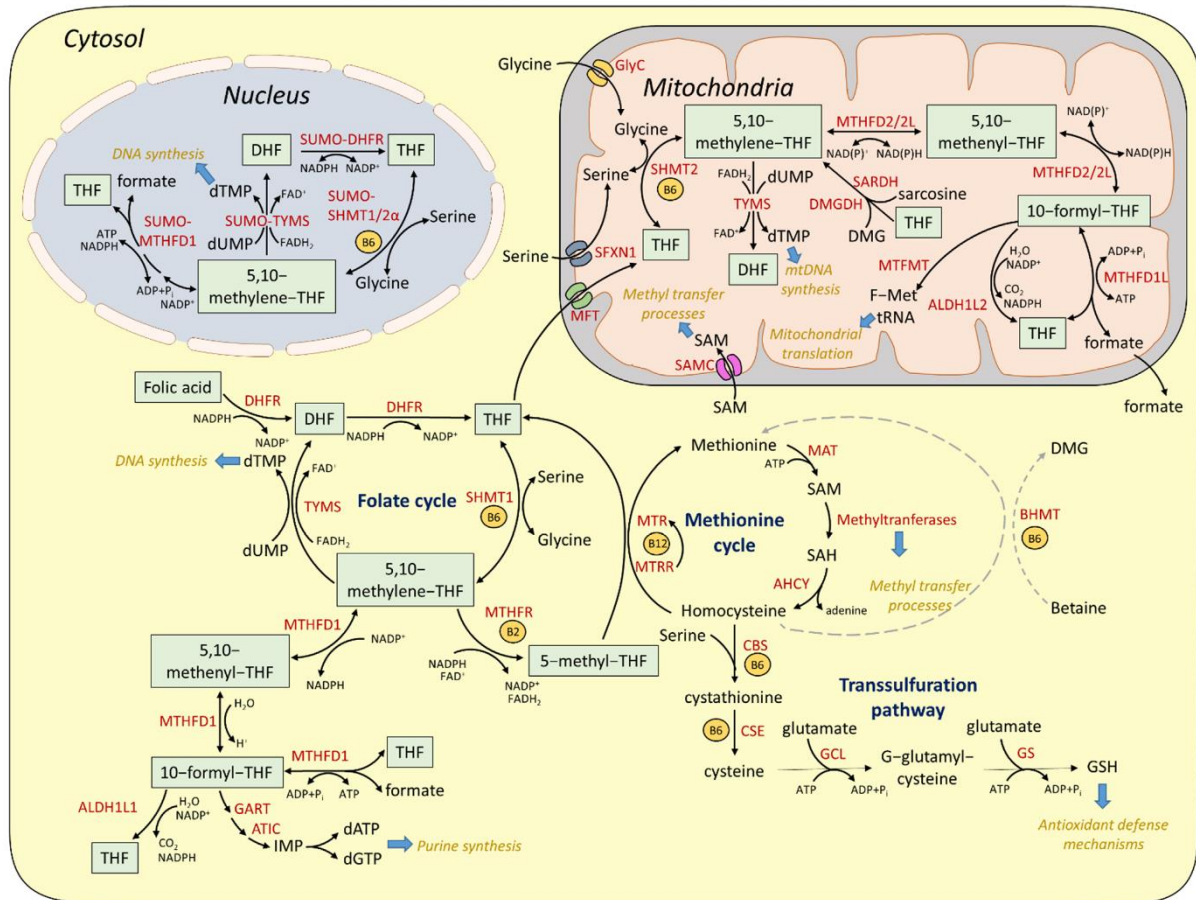 Cytosol
Nucleus
DNA synthesis
THF
formate
SUMO-
MTHFD1
ATP
NADPH
ADP+Pi
NADP⁺
DHF
SUMO-DHFR
NADPH
NADP⁺
THF
dTMP
FAD⁺
SUMO-TYMS
dUMP
FADH₂
SUMO-
SHMT1/2α
B6
Serine
Glycine
5,10-
methylene-THF
Glycine
GlyC
Mitochondria
Glycine
Serine
SHMT2
B6
THF
Serine
SFXN1
MFT
5,10-
methylene-THF
MTHFD2/2L
NAD(P)⁺
NAD(P)H
5,10-
methenyl-THF
NAD(P)⁺
NAD(P)H
MTHFD2/2L
FADH₂
dUMP
TYMS
FAD⁺
dTMP
DHF
mtDNA
synthesis
SARDH
sarcosine
DMGDH
DMG
THF
10-formyl-THF
MTFMT
F-Met
tRNA
Mitochondrial
translation
H₂O
NADP⁺
CO₂
NADPH
ALDH1L2
THF
ADP+Pi
MTHFD1L
ATP
formate
formate
Methyl transfer
processes
SAM
SAMC
SAM
Folic acid
DHFR
NADPH
NADP⁺
DHF
DHFR
NADPH
NADP⁺
THF
DNA synthesis
dTMP
FAD⁺
TYMS
dUMP
FADH₂
Folate cycle
SHMT1
B6
Serine
Glycine
5,10-
methylene-THF
MTHFR
B2
NADPH
FAD⁺
NADP⁺
FADH₂
5-methyl-THF
MTHFD1
NADP⁺
NADPH
5,10-
methenyl-THF
MTHFD1
H₂O
H⁺
10-formyl-THF
MTHFD1
THF
ADP+Pi
ATP
formate
ALDH1L1
H₂O
NADP⁺
CO₂
NADPH
THF
GART
ATIC
IMP
dATP
dGTP
Purine synthesis
Methionine
MAT
ATP
SAM
Methyltranferases
SAH
Methyl transfer
processes
AHCY
adenine
Homocysteine
MTR
B12
MTRR
Methionine
cycle
DMG
BHMT
B6
Betaine
Serine
CBS
B6
cystathionine
B6
CSE
cysteine
Transsulfuration
pathway
glutamate
GCL
ATP
ADP+Pi
G-glutamyl-
cysteine
glutamate
GS
ATP
ADP+Pi
GSH
Antioxidant defense
mechanisms